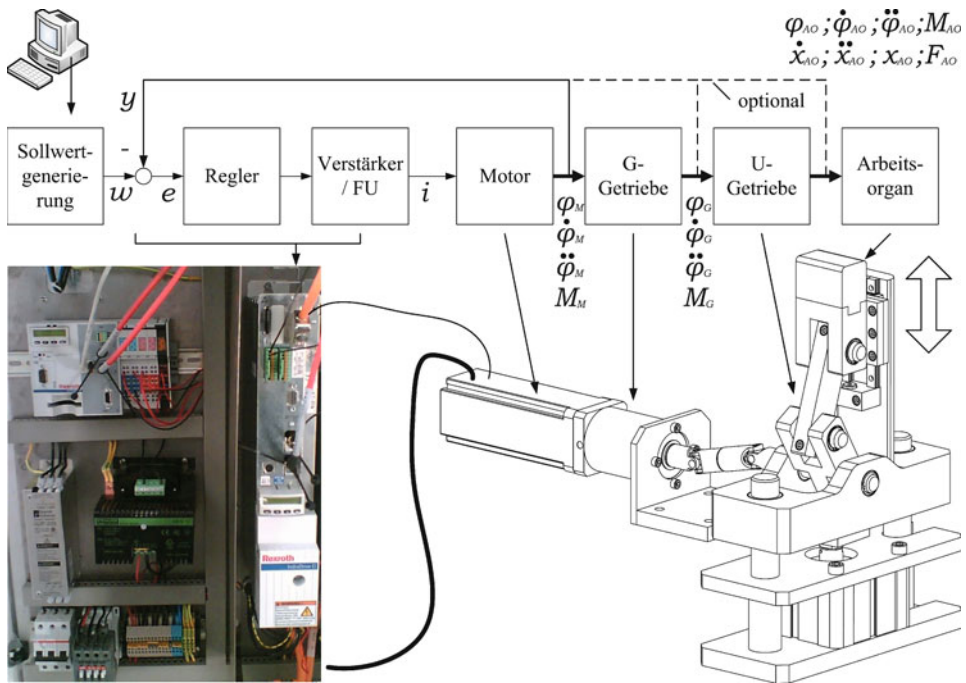 φAO ; φ̇AO ; φ̈AO ; MAO
ẋAO ; ẍAO ; xAO ; FAO
y
optional
Sollwert-
generie-
rung
-
w
e
Regler
Verstärker
/ FU
i
Motor
G-
Getriebe
U-
Getriebe
Arbeits-
organ
φM
φ̇M
φ̈M
MM
φG
φ̇G
φ̈G
MG
Rexroth